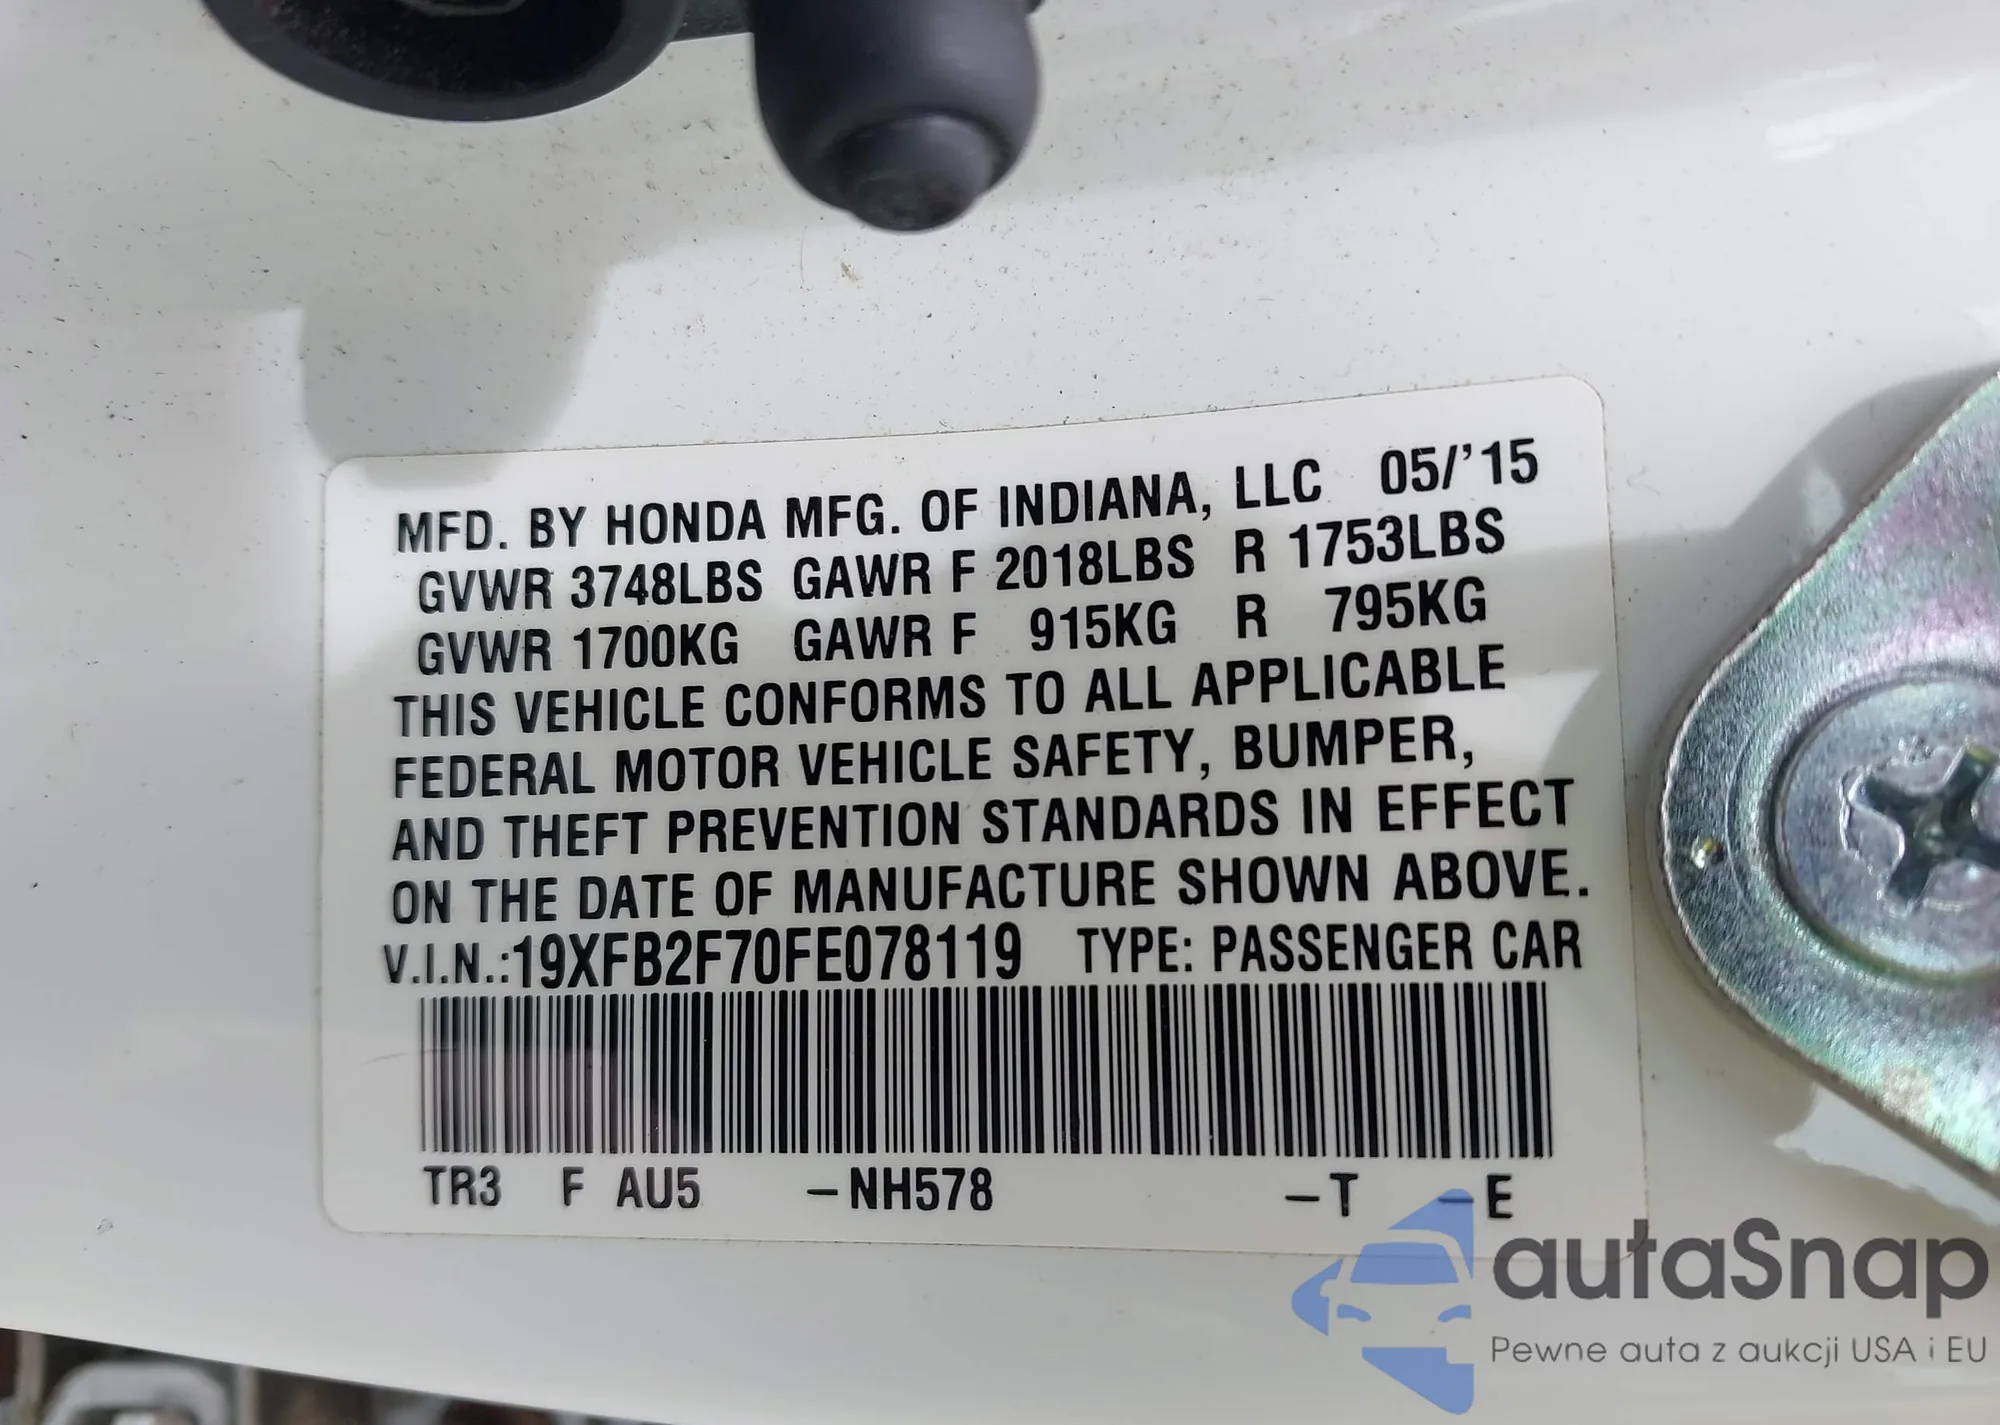 MFD. BY HONDA MFG. OF INDIANA, LLC 05/'15
GVWR 3748LBS GAWR F 2018LBS R 1753LBS
GVWR 1700KG GAWR F 915KG R 795KG
THIS VEHICLE CONFORMS TO ALL APPLICABLE
FEDERAL MOTOR VEHICLE SAFETY, BUMPER,
AND THEFT PREVENTION STANDARDS IN EFFECT
ON THE DATE OF MANUFACTURE SHOWN ABOVE.
V.I.N.:19XFB2F70FE078119 TYPE: PASSENGER CAR
TR3 F AU5 –NH578 –T –E
autaSnap
Pewne auta z aukcji USA i EU